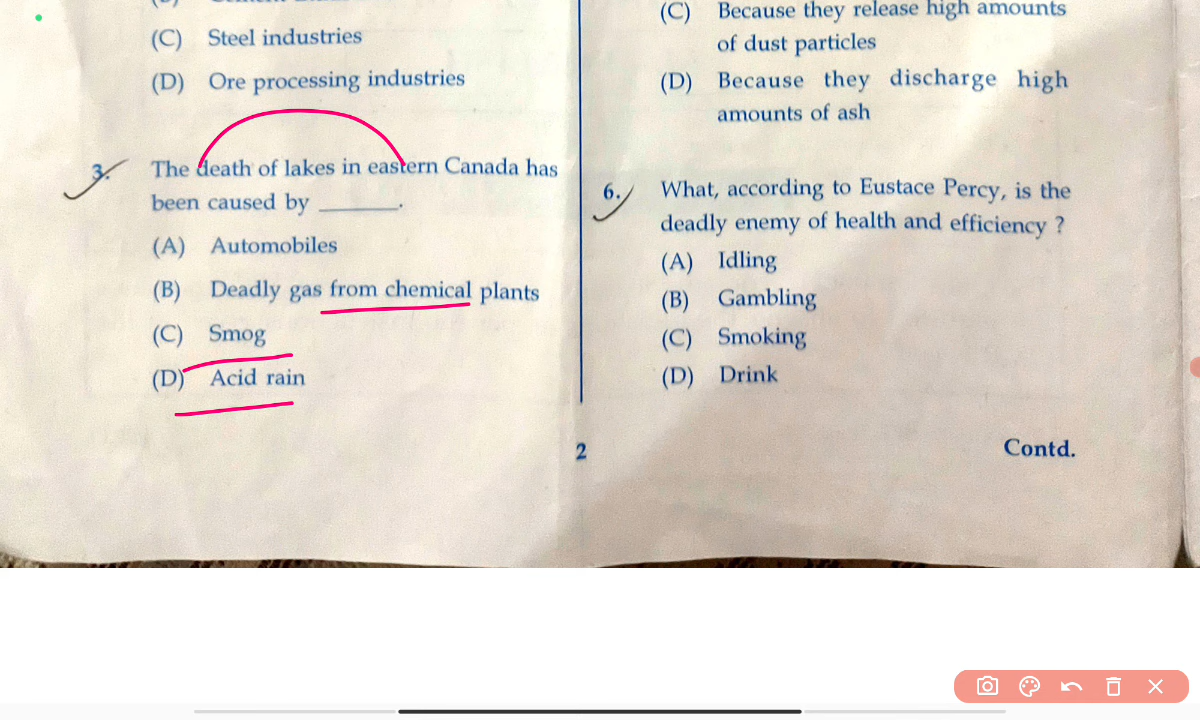 (C) Steel industries
(D) Ore processing industries
3. The death of lakes in eastern Canada has
been caused by ________.
(A) Automobiles
(B) Deadly gas from chemical plants
(C) Smog
(D) Acid rain
(C) Because they release high amounts
of dust particles
(D) Because they discharge high
amounts of ash
6. What, according to Eustace Percy, is the
deadly enemy of health and efficiency ?
(A) Idling
(B) Gambling
(C) Smoking
(D) Drink
2
Contd.